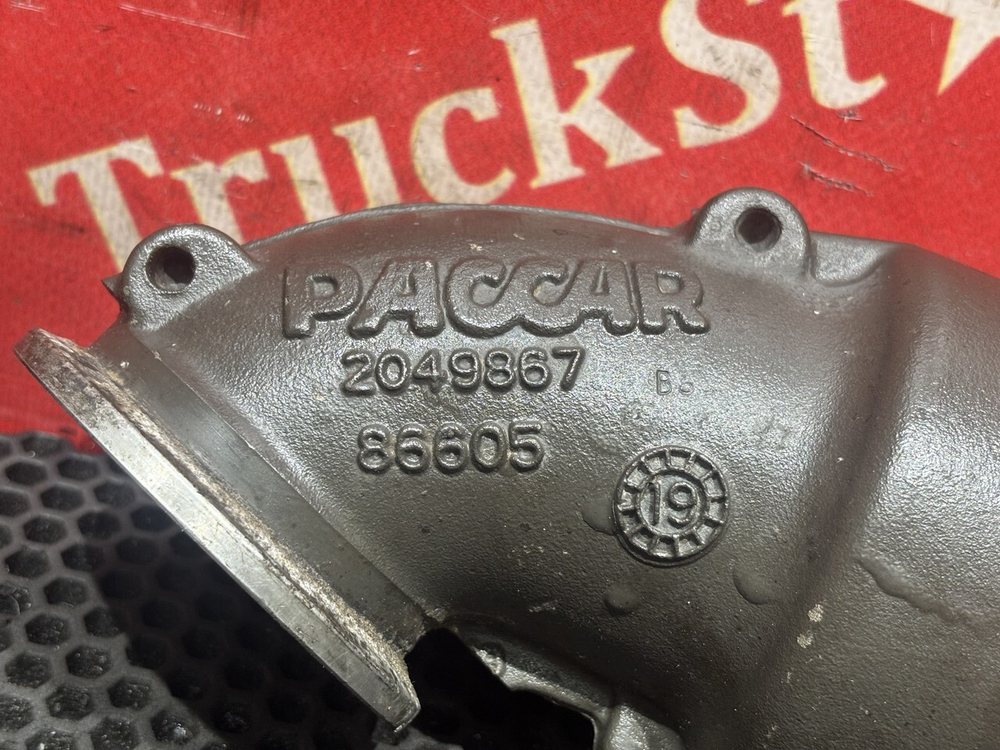 TruckSt
PACCAR
2049867 B.
86605
19